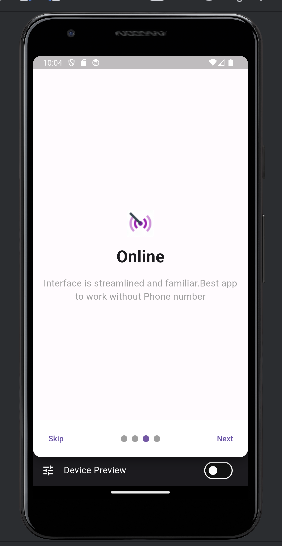 10:04
Online
Interface is streamlined and familiar,Best app
to work without Phone number
Skip
Next
Device Preview